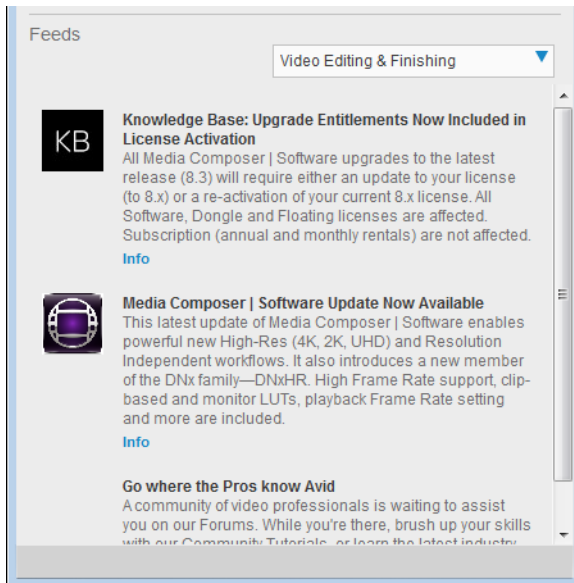 Feeds
Video Editing & Finishing
KB
Knowledge Base: Upgrade Entitlements Now Included in
License Activation
All Media Composer | Software upgrades to the latest
release (8.3) will require either an update to your license
(to 8.x) or a re-activation of your current 8.x license. All
Software, Dongle and Floating licenses are affected.
Subscription (annual and monthly rentals) are not affected.
Info
Media Composer | Software Update Now Available
This latest update of Media Composer | Software enables
powerful new High-Res (4K, 2K, UHD) and Resolution
Independent workflows. It also introduces a new member
of the DNx family—DNxHR. High Frame Rate support, clip-
based and monitor LUTs, playback Frame Rate setting
and more are included.
Info
Go where the Pros know Avid
A community of video professionals is waiting to assist
you on our Forums. While you're there, brush up your skills
with our Community Tutorials, or learn the latest industry